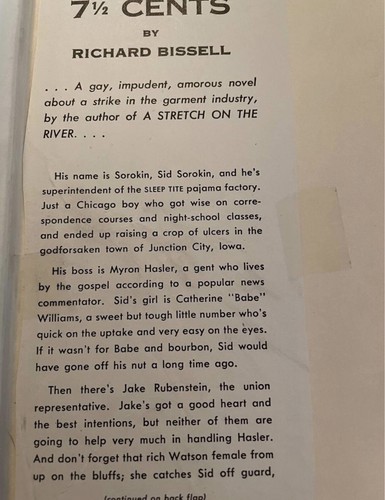 7½ CENTS
BY
RICHARD BISSELL
. . . A gay, impudent, amorous novel
about a strike in the garment industry,
by the author of A STRETCH ON THE
RIVER. . . .
His name is Sorokin, Sid Sorokin, and he's
superintendent of the SLEEP TITE pajama factory.
Just a Chicago boy who got wise on corre-
spondence courses and night-school classes,
and ended up raising a crop of ulcers in the
godforsaken town of Junction City, Iowa.
His boss is Myron Hasler, a gent who lives
by the gospel according to a popular news
commentator. Sid's girl is Catherine "Babe"
Williams, a sweet but tough little number who's
quick on the uptake and very easy on the eyes.
If it wasn't for Babe and bourbon, Sid would
have gone off his nut a long time ago.
Then there's Jake Rubenstein, the union
representative. Jake's got a good heart and
the best intentions, but neither of them are
going to help very much in handling Hasler.
And don't forget that rich Watson female from
up on the bluffs; she catches Sid off guard,
(continued on back flap)